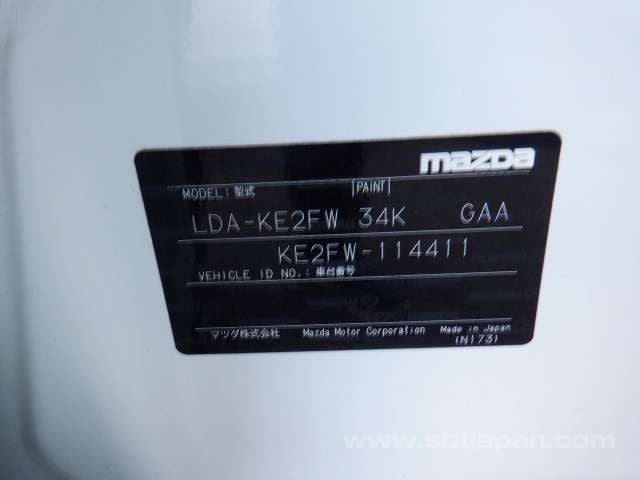 mazda
MODEL: 型式 PAINT
LDA-KE2FW 34K GAA
KE2FW-114411
VEHICLE ID NO.: 車台番号
マツダ株式会社 Mazda Motor Corporation Made in Japan
(N173)
www.sbtjapan.com